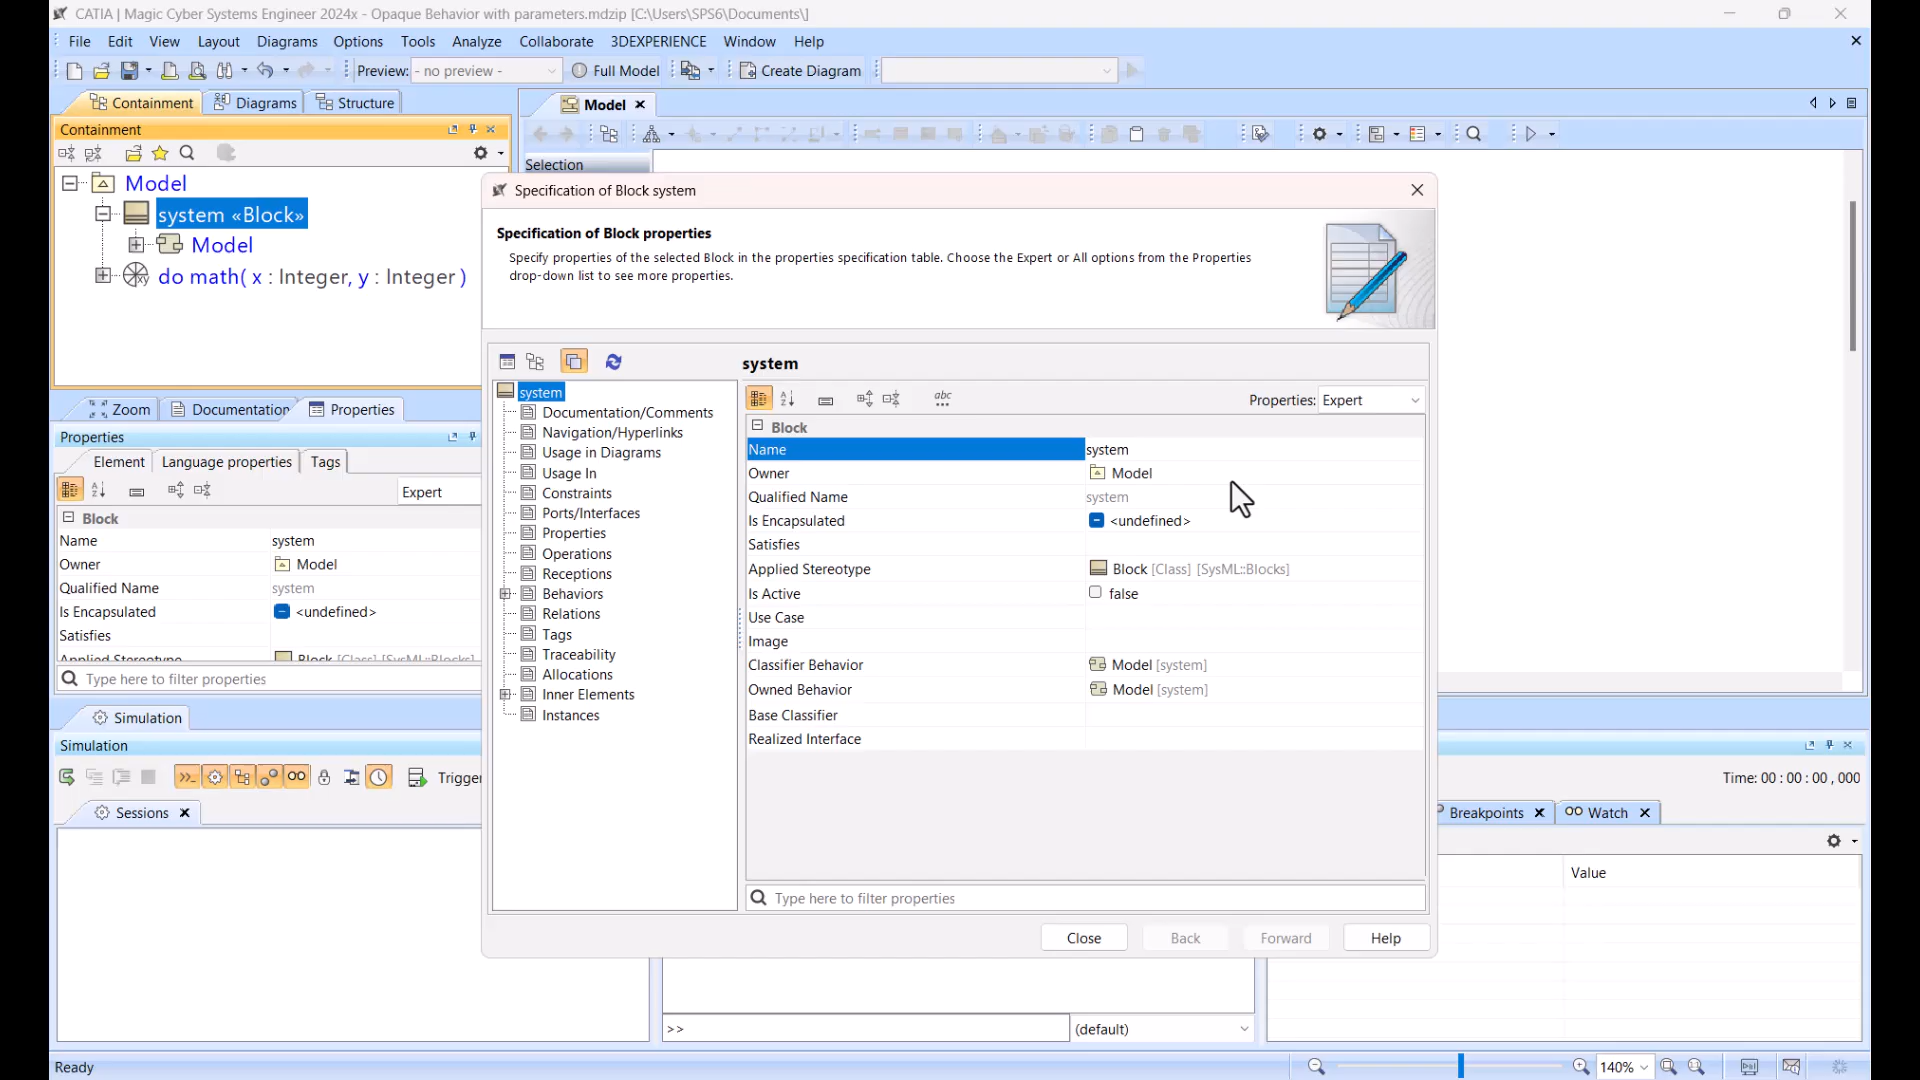 CATIA | Magic Cyber Systems Engineer 2024x - Opaque Behavior with parameters.mdzip [C:\Users\SPS6\Documents\]
File Edit View Layout Diagrams Options Tools Analyze Collaborate 3DEXPERIENCE Window Help
Preview: - no preview - Full Model Create Diagram
Containment Diagrams Structure
Model
Containment
Selection
Model
system «Block»
Model
do math( x : Integer, y : Integer )
Zoom Documentation Properties
Properties
Element Language properties Tags
Expert
Block
Name system
Owner Model
Qualified Name system
Is Encapsulated <undefined>
Satisfies
Applied Stereotype Block [Class] [SysML::Blocks]
Type here to filter properties
Simulation
Simulation
Trigger
Sessions
Specification of Block system
Specification of Block properties
Specify properties of the selected Block in the properties specification table. Choose the Expert or All options from the Properties
drop-down list to see more properties.
system
Documentation/Comments
Navigation/Hyperlinks
Usage in Diagrams
Usage In
Constraints
Ports/Interfaces
Properties
Operations
Receptions
Behaviors
Relations
Tags
Traceability
Allocations
Inner Elements
Instances
system
abc
Properties: Expert
Block
Name system
Owner Model
Qualified Name system
Is Encapsulated <undefined>
Satisfies
Applied Stereotype Block [Class] [SysML::Blocks]
Is Active false
Use Case
Image
Classifier Behavior Model [system]
Owned Behavior Model [system]
Base Classifier
Realized Interface
Type here to filter properties
Close Back Forward Help
Time: 00 : 00 : 00 , 000
Breakpoints Watch
Value
>> (default)
Ready
140%